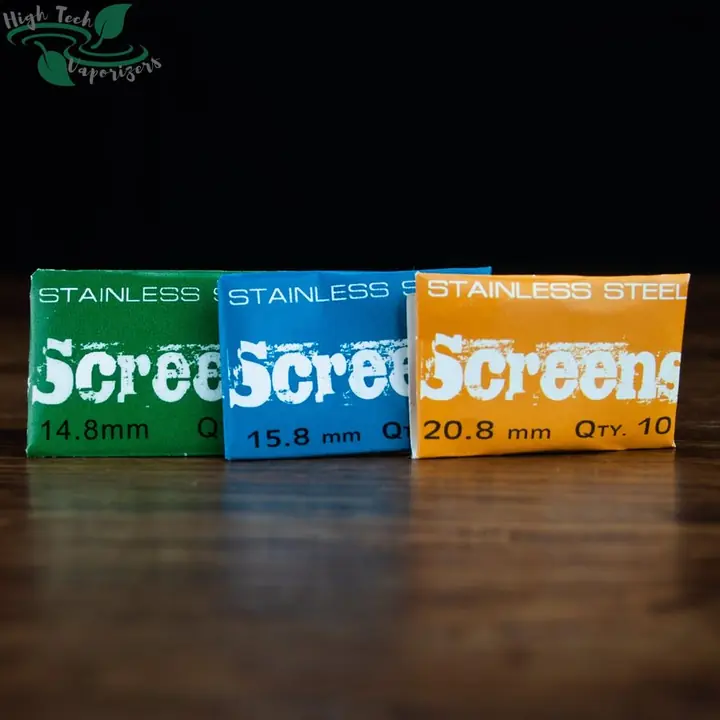 High Tech
Vaporizers
STAINLESS
Scree
14.8mm
STAINLESS
Scree
15.8 mm
STAINLESS STEEL
Screens
20.8 mm QTY. 10